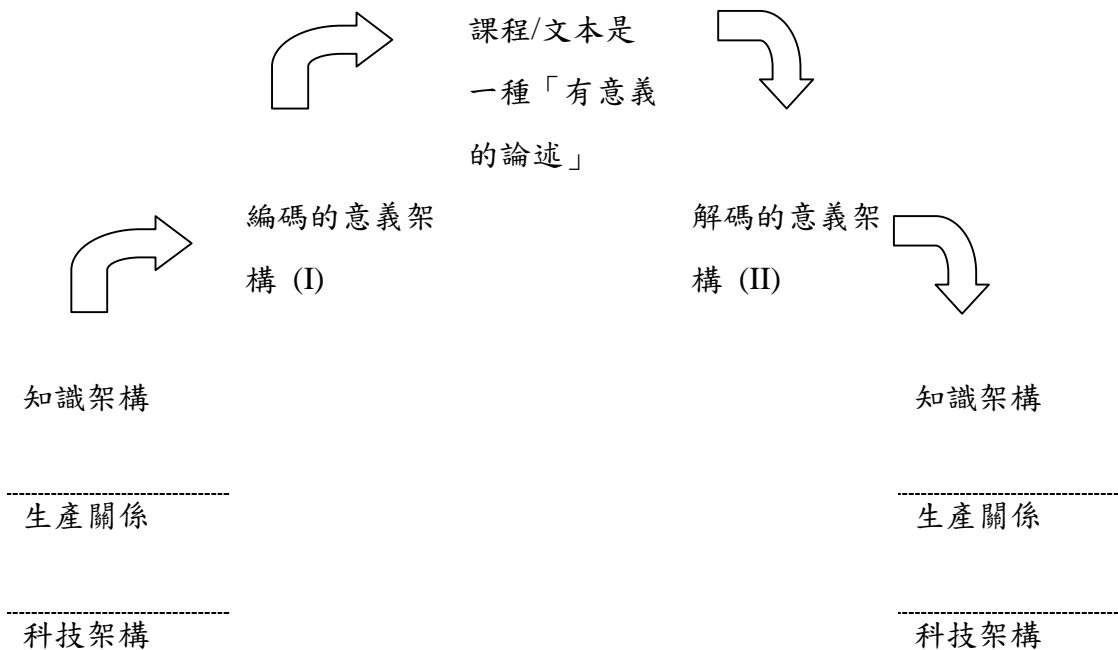 課程/文本是
一種「有意義
的論述」
編碼的意義架
構 (I)
解碼的意義架
構 (II)
知識架構
生產關係
科技架構
知識架構
生產關係
科技架構